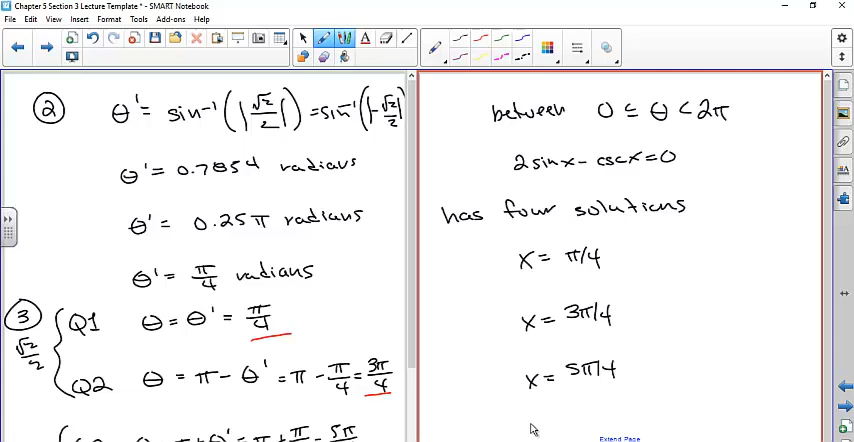 Chapter 5 Section 3 Lecture Template * - SMART Notebook
File Edit View Insert Format Tools Add-ons Help
② θ' = sin⁻¹(|√2/2|) = sin⁻¹(|-√2/2|)
θ' = 0.7854 radians
θ' = 0.25π radians
θ' = π/4 radians
③ Q1 θ = θ' = π/4
√2/2
Q2 θ = π - θ' = π - π/4 = 3π/4
between 0 ≤ θ < 2π
2sinx - cscx = 0
has four solutions
x = π/4
x = 3π/4
x = 5π/4
Extend Page